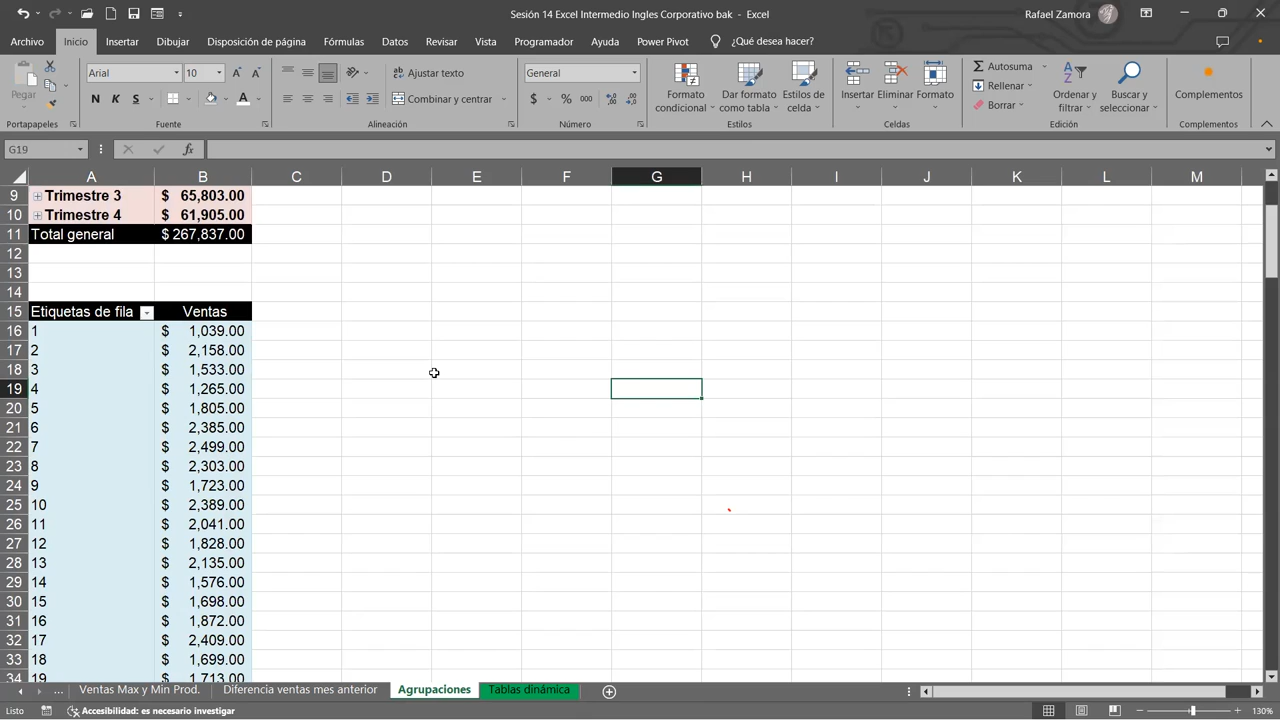 Sesión 14 Excel Intermedio Ingles Corporativo bak - Excel
Rafael Zamora
Archivo Inicio Insertar Dibujar Disposición de página Fórmulas Datos Revisar Vista Programador Ayuda Power Pivot ¿Qué desea hacer?
Pegar
Arial 10
N K S
Ajustar texto
Combinar y centrar
General
$ % 000
Formato condicional
Dar formato como tabla
Estilos de celda
Insertar Eliminar Formato
Autosuma
Rellenar
Borrar
Ordenar y filtrar
Buscar y seleccionar
Complementos
Portapapeles Fuente Alineación Número Estilos Celdas Edición Complementos
G19 fx
A B C D E F G H I J K L M
9 Trimestre 3 $ 65,803.00
10 Trimestre 4 $ 61,905.00
11 Total general $ 267,837.00
12
13
14
15 Etiquetas de fila Ventas
16 1 $ 1,039.00
17 2 $ 2,158.00
18 3 $ 1,533.00
19 4 $ 1,265.00
20 5 $ 1,805.00
21 6 $ 2,385.00
22 7 $ 2,499.00
23 8 $ 2,303.00
24 9 $ 1,723.00
25 10 $ 2,389.00
26 11 $ 2,041.00
27 12 $ 1,828.00
28 13 $ 2,135.00
29 14 $ 1,576.00
30 15 $ 1,698.00
31 16 $ 1,872.00
32 17 $ 2,409.00
33 18 $ 1,699.00
34 19 $ 1,713.00
... Ventas Max y Min Prod. Diferencia ventas mes anterior Agrupaciones Tablas dinámica
Listo Accesibilidad: es necesario investigar 130%